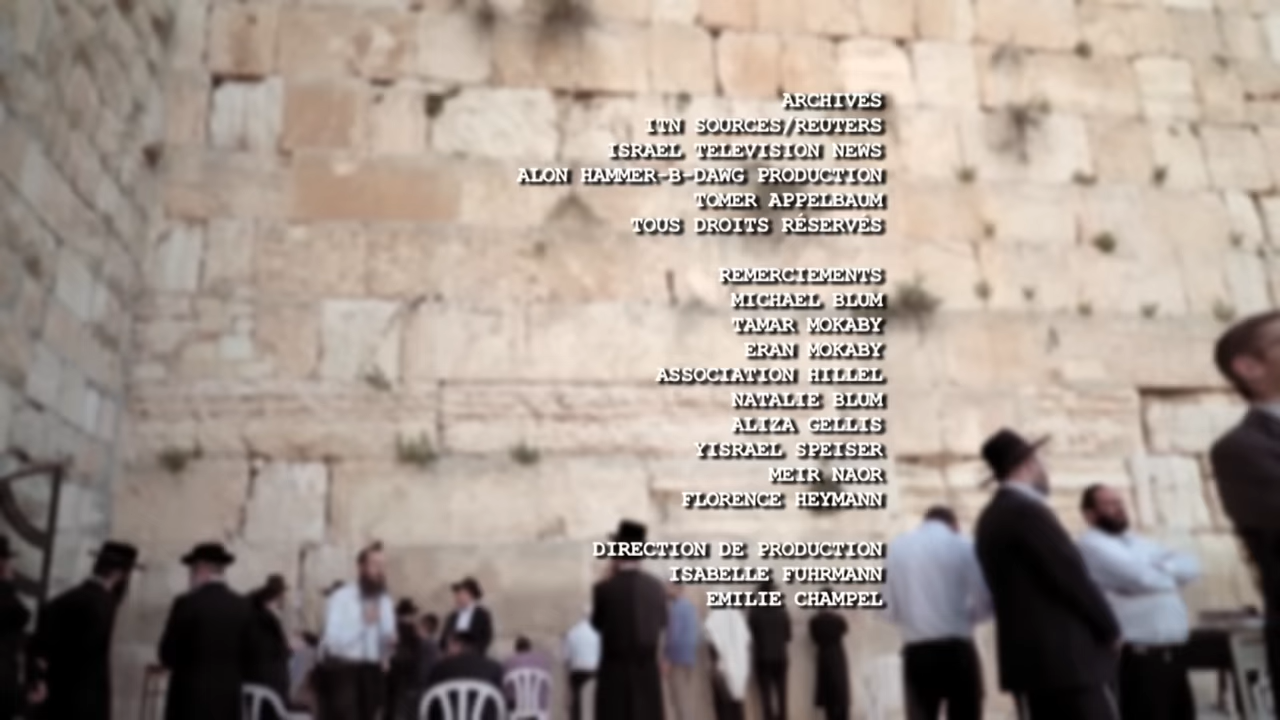 ARCHIVES
ITN SOURCES/REUTERS
ISRAEL TELEVISION NEWS
ALON HAMMER-B-DAWG PRODUCTION
TOMER APPELBAUM
TOUS DROITS RÉSERVÉS
REMERCIEMENTS
MICHAEL BLUM
TAMAR MOKABY
ERAN MOKABY
ASSOCIATION HILLEL
NATALIE BLUM
ALIZA GELLIS
YISRAEL SPEISER
MEIR NAOR
FLORENCE HEYMANN
DIRECTION DE PRODUCTION
ISABELLE FUHRMANN
EMILIE CHAMPEL